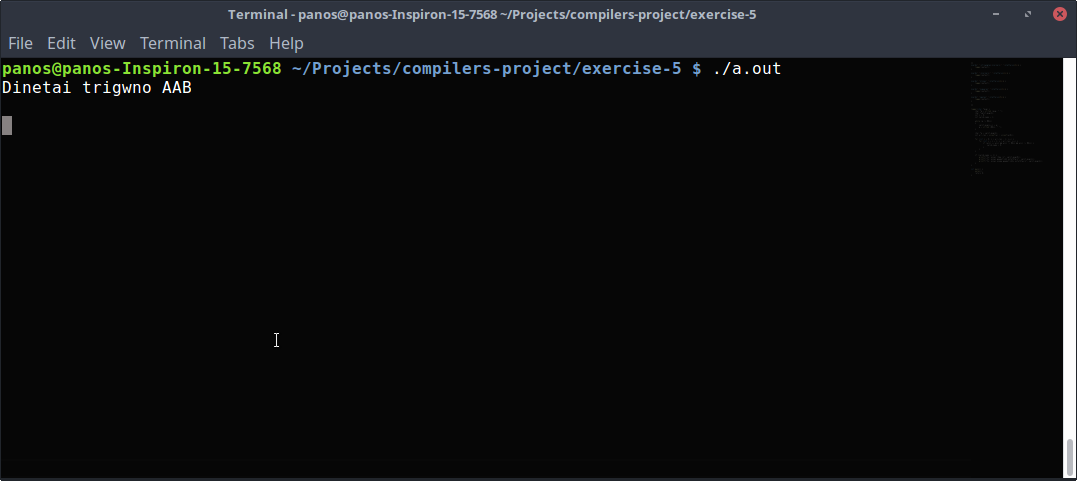 Terminal - panos@panos-Inspiron-15-7568 ~/Projects/compilers-project/exercise-5
File Edit View Terminal Tabs Help
panos@panos-Inspiron-15-7568 ~/Projects/compilers-project/exercise-5 $ ./a.out
Dinetai trigwno AAB